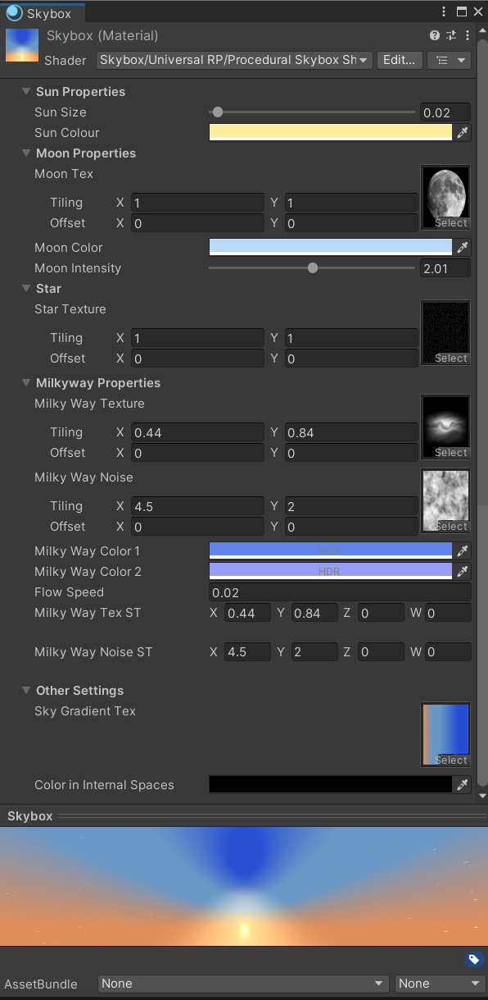 Skybox
Skybox (Material)
Shader Skybox/Universal RP/Procedural Skybox Sh Edit...
Sun Properties
Sun Size 0.02
Sun Colour
Moon Properties
Moon Tex
Tiling X 1 Y 1
Offset X 0 Y 0
Select
Moon Color
Moon Intensity 2.01
Star
Star Texture
Tiling X 1 Y 1
Offset X 0 Y 0
Select
Milkyway Properties
Milky Way Texture
Tiling X 0.44 Y 0.84
Offset X 0 Y 0
Select
Milky Way Noise
Tiling X 4.5 Y 2
Offset X 0 Y 0
Select
Milky Way Color 1 HDR
Milky Way Color 2 HDR
Flow Speed 0.02
Milky Way Tex ST X 0.44 Y 0.84 Z 0 W 0
Milky Way Noise ST X 4.5 Y 2 Z 0 W 0
Other Settings
Sky Gradient Tex
Select
Color in Internal Spaces
Skybox
AssetBundle None None